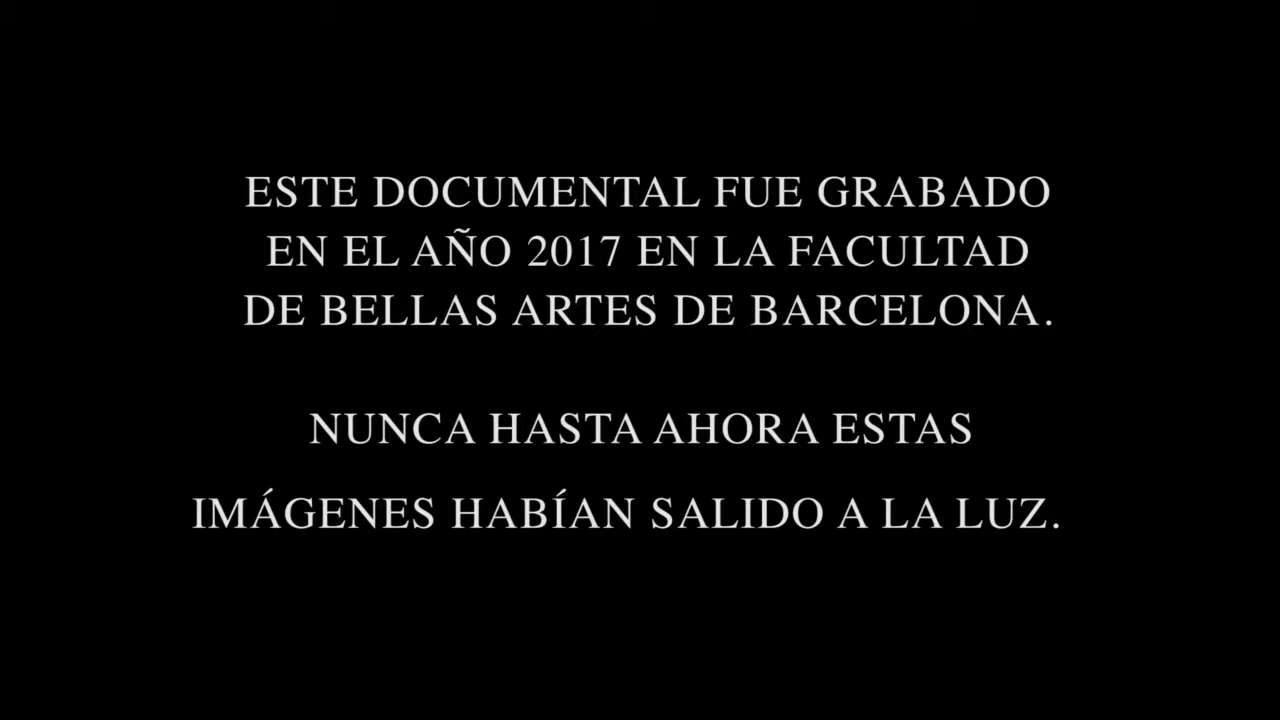 ESTE DOCUMENTAL FUE GRABADO
EN EL AÑO 2017 EN LA FACULTAD
DE BELLAS ARTES DE BARCELONA.
NUNCA HASTA AHORA ESTAS
IMÁGENES HABÍAN SALIDO A LA LUZ.